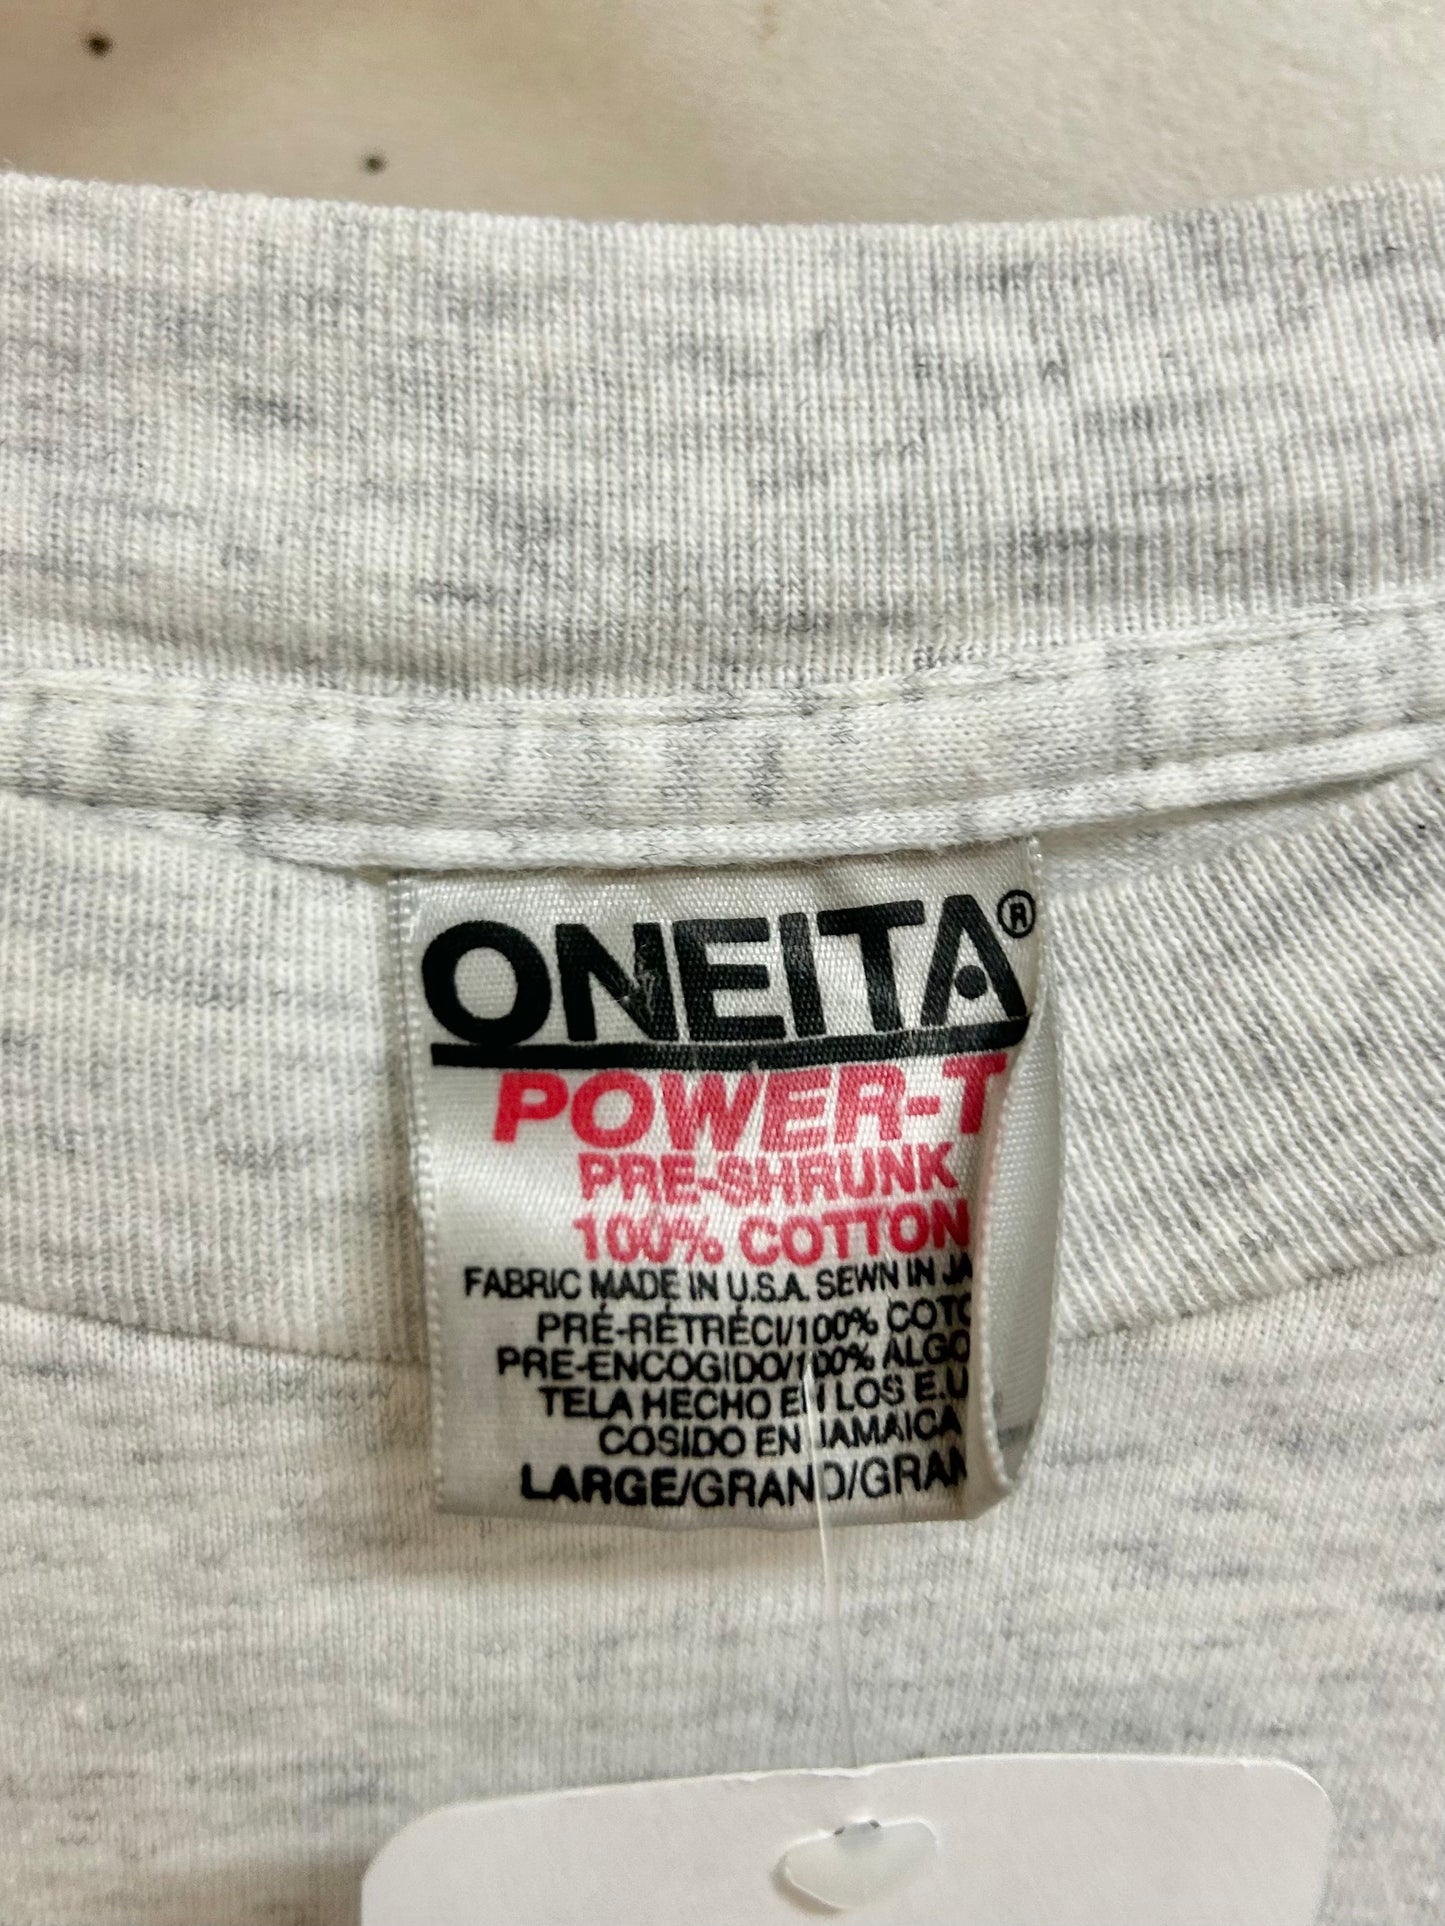 ONEITA®
POWER-T
PRE-SHRUNK
100% COTTON
FABRIC MADE IN U.S.A. SEWN IN JA
PRÉ-RÉTRÉCI/100% COTO
PRE-ENCOGIDO/100% ALGO
TELA HECHO EN LOS E.U
COSIDO EN JAMAICA
LARGE/GRAND/GRAN